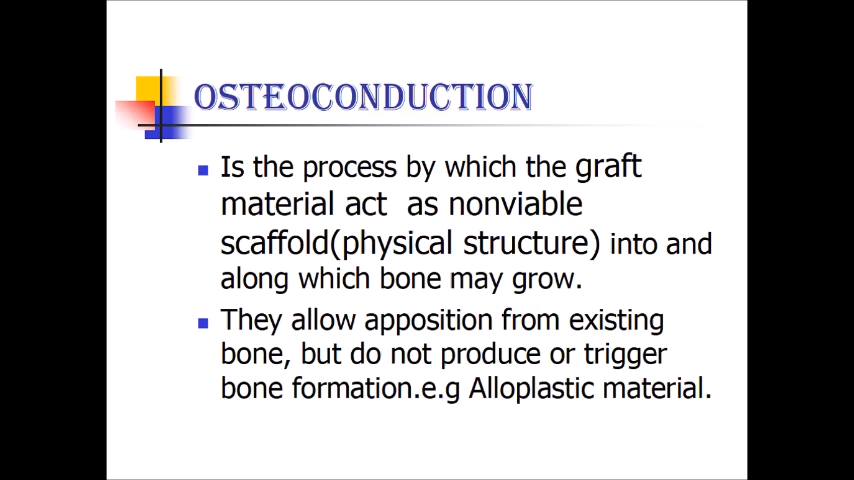 OSTEOCONDUCTION
Is the process by which the graft
material act  as nonviable
scaffold(physical structure) into and
along which bone may grow.
They allow apposition from existing
bone, but do not produce or trigger
bone formation.e.g Alloplastic material.